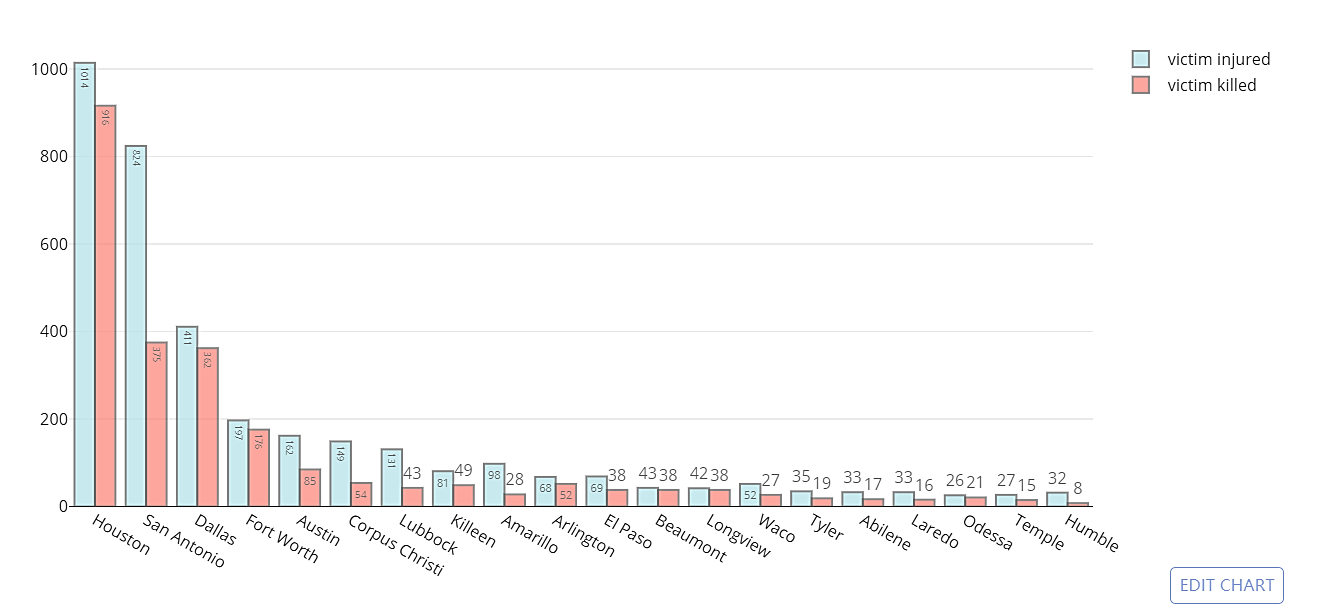 victim injured
victim killed
1000
800
600
400
200
0
1014
916
824
375
411
362
197
176
162
85
149
54
131
43
81
49
98
28
68
52
69
38
43
38
42
38
52
27
35
19
33
17
33
16
26
21
27
15
32
8
Houston
San Antonio
Dallas
Fort Worth
Austin
Corpus Christi
Lubbock
Killeen
Amarillo
Arlington
El Paso
Beaumont
Longview
Waco
Tyler
Abilene
Laredo
Odessa
Temple
Humble
EDIT CHART